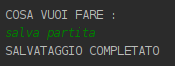 COSA VUOI FARE :
salva partita
SALVATAGGIO COMPLETATO